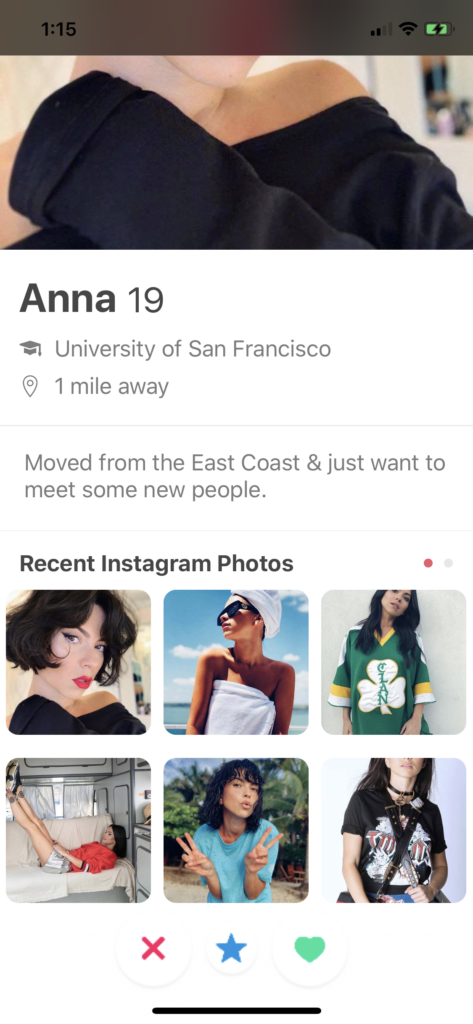 1:15
Anna 19
University of San Francisco
1 mile away
Moved from the East Coast & just want to
meet some new people.
Recent Instagram Photos
CLAN